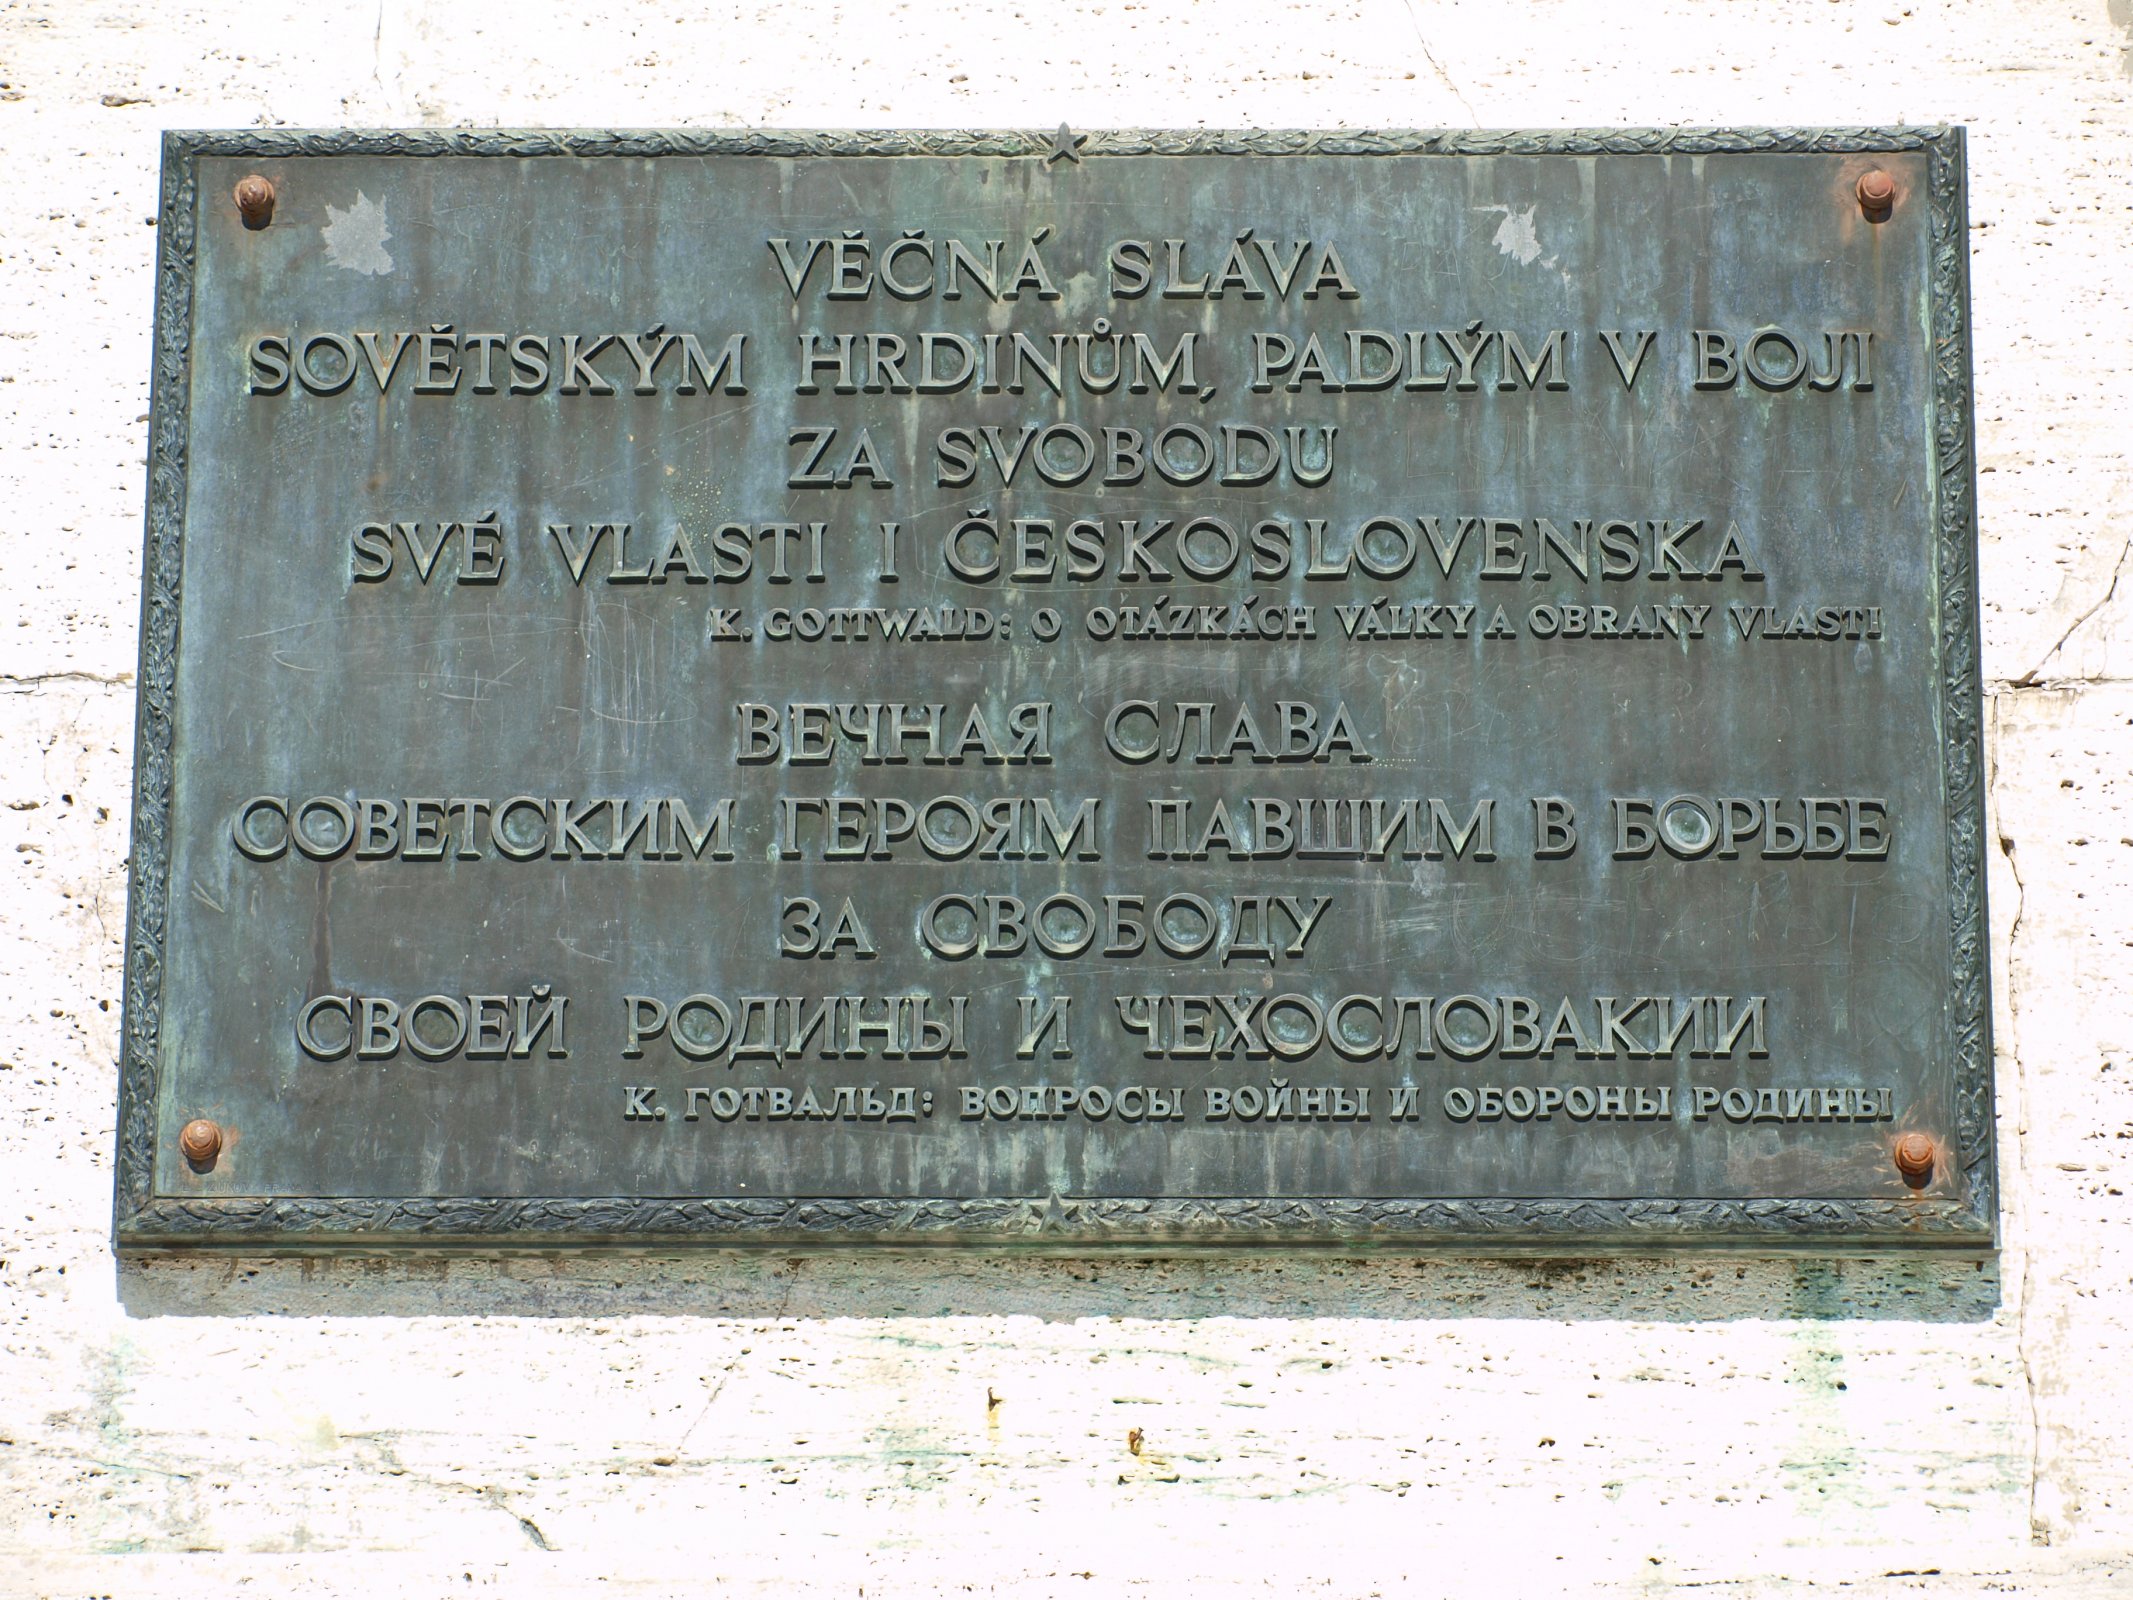 VĚČNÁ SLÁVA
SOVĚTSKÝM HRDINŮM, PADLÝM V BOJI
ZA SVOBODU
SVÉ VLASTI I ČESKOSLOVENSKA
K. GOTTWALD: O OTÁZKÁCH VÁLKY A OBRANY VLASTI
ВЕЧНАЯ СЛАВА
СОВЕТСКИМ ГЕРОЯМ ПАВШИМ В БОРЬБЕ
ЗА СВОБОДУ
СВОЕЙ РОДИНЫ И ЧЕХОСЛОВАКИИ
К. ГОТВАЛЬД: ВОПРОСЫ ВОЙНЫ И ОБОРОНЫ РОДИНЫ